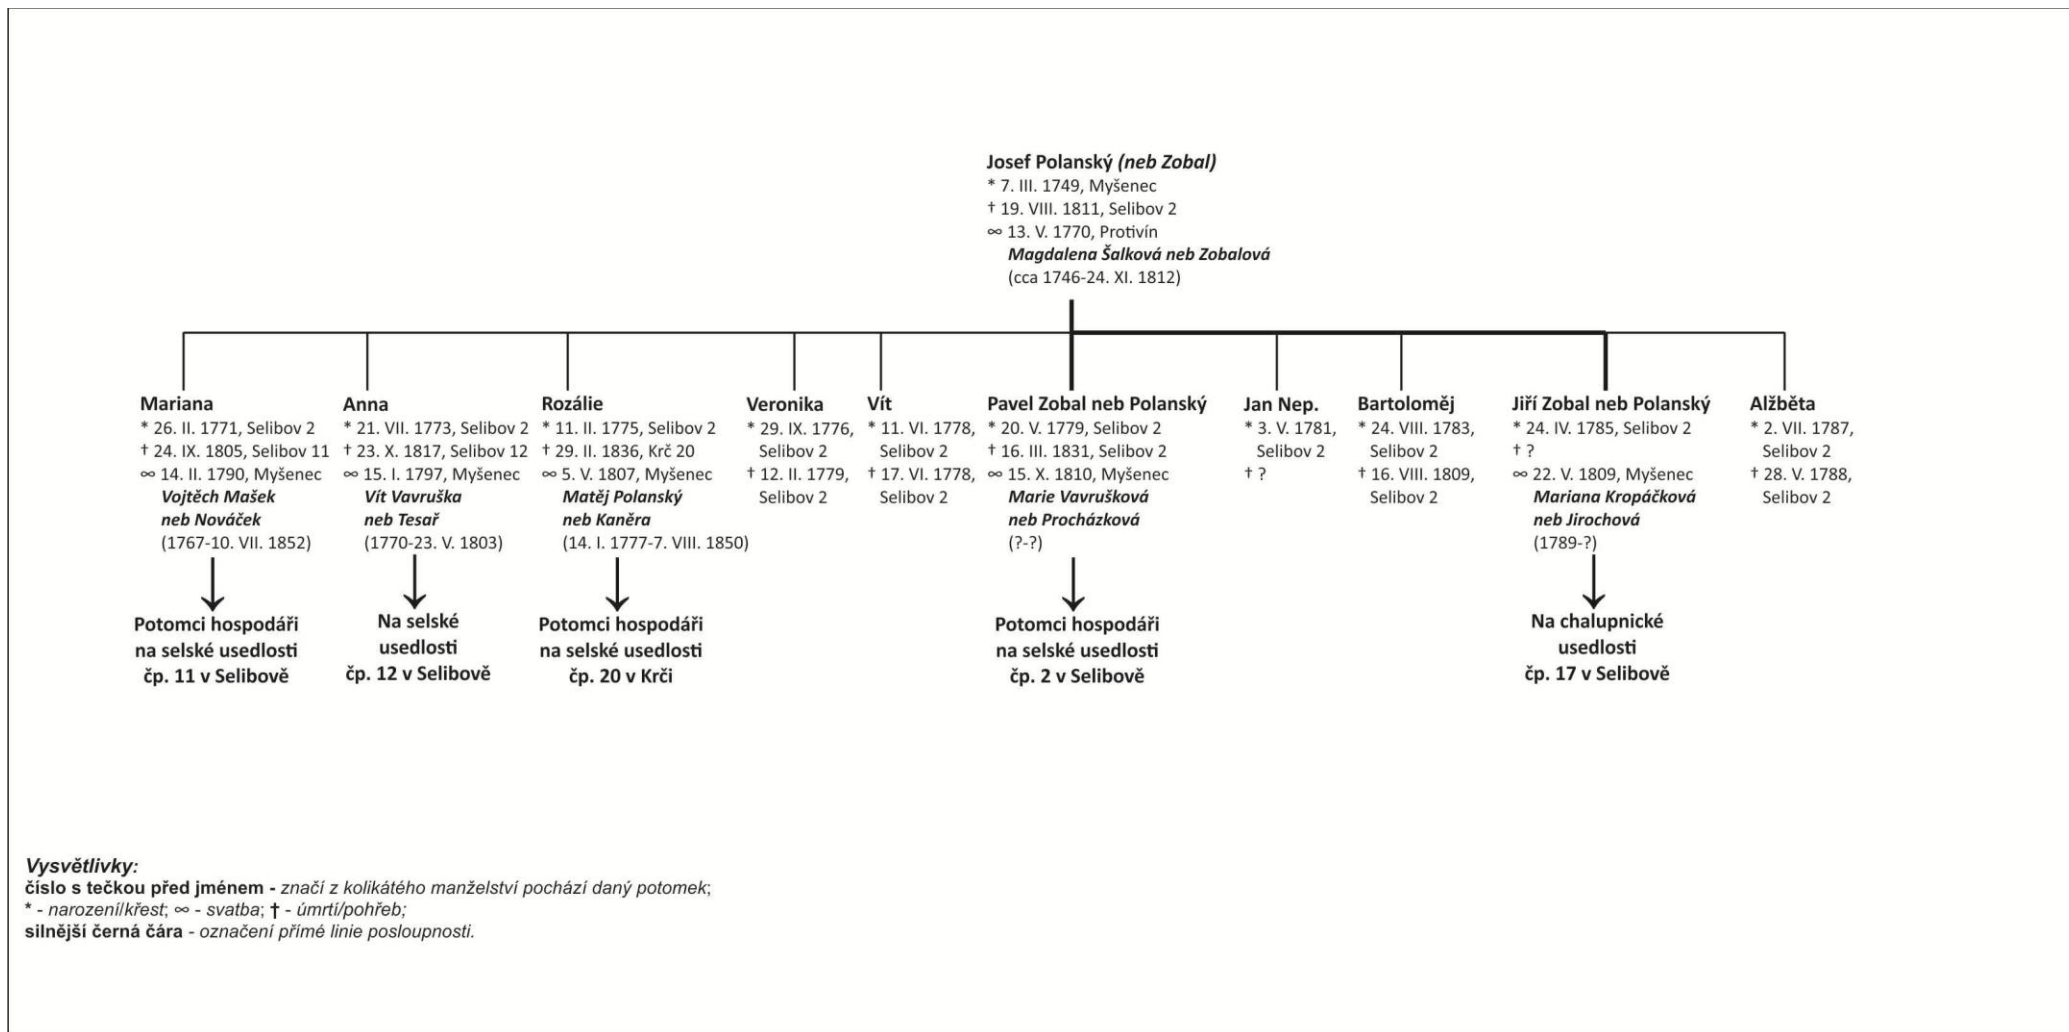 Josef Polanský (neb Zobal)
* 7. III. 1749, Myšenec
† 19. VIII. 1811, Selibov 2
∞ 13. V. 1770, Protivín
Magdalena Šalková neb Zobalová
(cca 1746-24. XI. 1812)
Mariana
* 26. II. 1771, Selibov 2
† 24. IX. 1805, Selibov 11
∞ 14. II. 1790, Myšenec
Vojtěch Mašek
neb Nováček
(1767-10. VII. 1852)
Potomci hospodáři
na selské usedlosti
čp. 11 v Selibově
Anna
* 21. VII. 1773, Selibov 2
† 23. X. 1817, Selibov 12
∞ 15. I. 1797, Myšenec
Vít Vavruška
neb Tesař
(1770-23. V. 1803)
Na selské
usedlosti
čp. 12 v Selibově
Rozálie
* 11. II. 1775, Selibov 2
† 29. II. 1836, Krč 20
∞ 5. V. 1807, Myšenec
Matěj Polanský
neb Kaněra
(14. I. 1777-7. VIII. 1850)
Potomci hospodáři
na selské usedlosti
čp. 20 v Krči
Veronika
* 29. IX. 1776,
Selibov 2
† 12. II. 1779,
Selibov 2
Vít
* 11. VI. 1778,
Selibov 2
† 17. VI. 1778,
Selibov 2
Pavel Zobal neb Polanský
* 20. V. 1779, Selibov 2
† 16. III. 1831, Selibov 2
∞ 15. X. 1810, Myšenec
Marie Vavrušková
neb Procházková
(?-?)
Potomci hospodáři
na selské usedlosti
čp. 2 v Selibově
Jan Nep.
* 3. V. 1781,
Selibov 2
† ?
Bartoloměj
* 24. VIII. 1783,
Selibov 2
† 16. VIII. 1809,
Selibov 2
Jiří Zobal neb Polanský
* 24. IV. 1785, Selibov 2
† ?
∞ 22. V. 1809, Myšenec
Mariana Kropáčková
neb Jirochová
(1789-?)
Na chalupnické
usedlosti
čp. 17 v Selibově
Alžběta
* 2. VII. 1787,
Selibov 2
† 28. V. 1788,
Selibov 2
Vysvětlivky:
číslo s tečkou před jménem - značí z kolikátého manželství pochází daný potomek;
* - narození/křest; ∞ - svatba; † - úmrtí/pohřeb;
silnější černá čára - označení přímé linie posloupnosti.